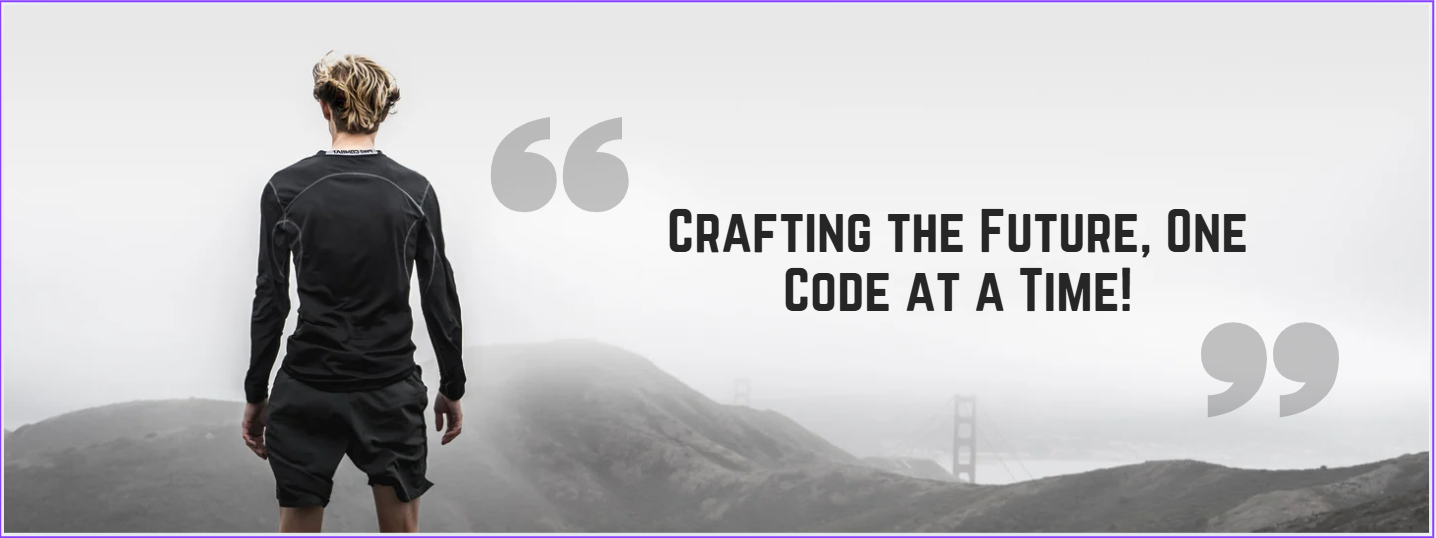 “
Crafting the Future, One
Code at a Time!
”